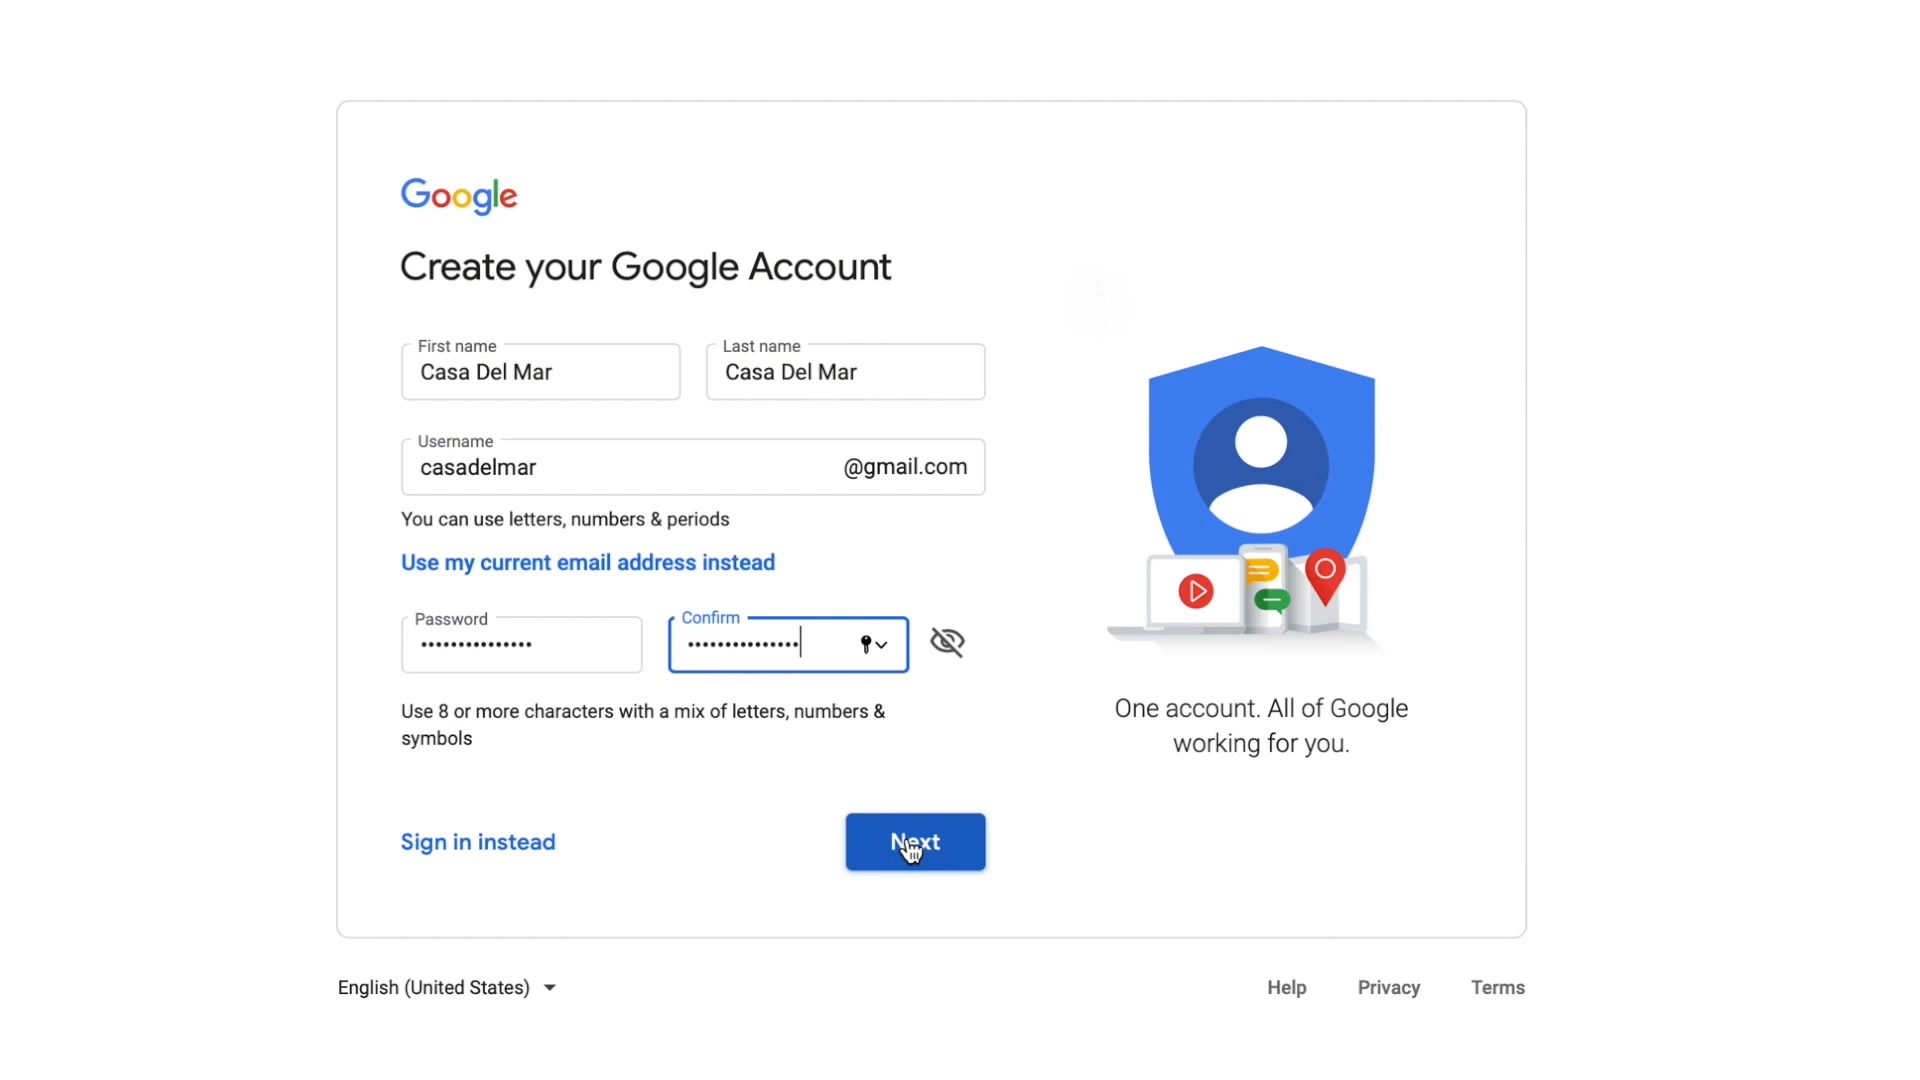 Google
Create your Google Account
First name
Casa Del Mar
Last name
Casa Del Mar
Username
casadelmar
@gmail.com
You can use letters, numbers & periods
Use my current email address instead
Password
•••••••••••••••
Confirm
•••••••••••••••
Use 8 or more characters with a mix of letters, numbers &
symbols
Sign in instead
Next
One account. All of Google
working for you.
English (United States)
Help
Privacy
Terms